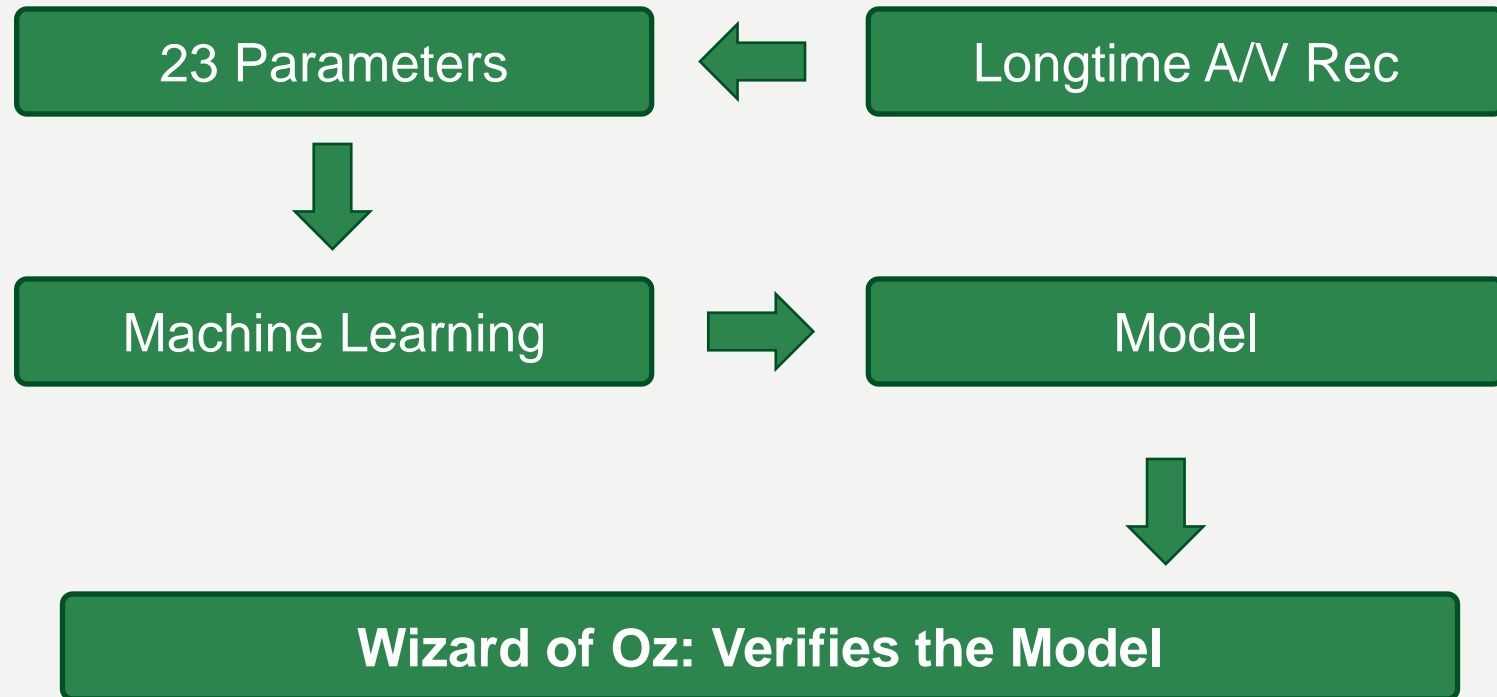 23 Parameters
Longtime A/V Rec
Machine Learning
Model
Wizard of Oz: Verifies the Model